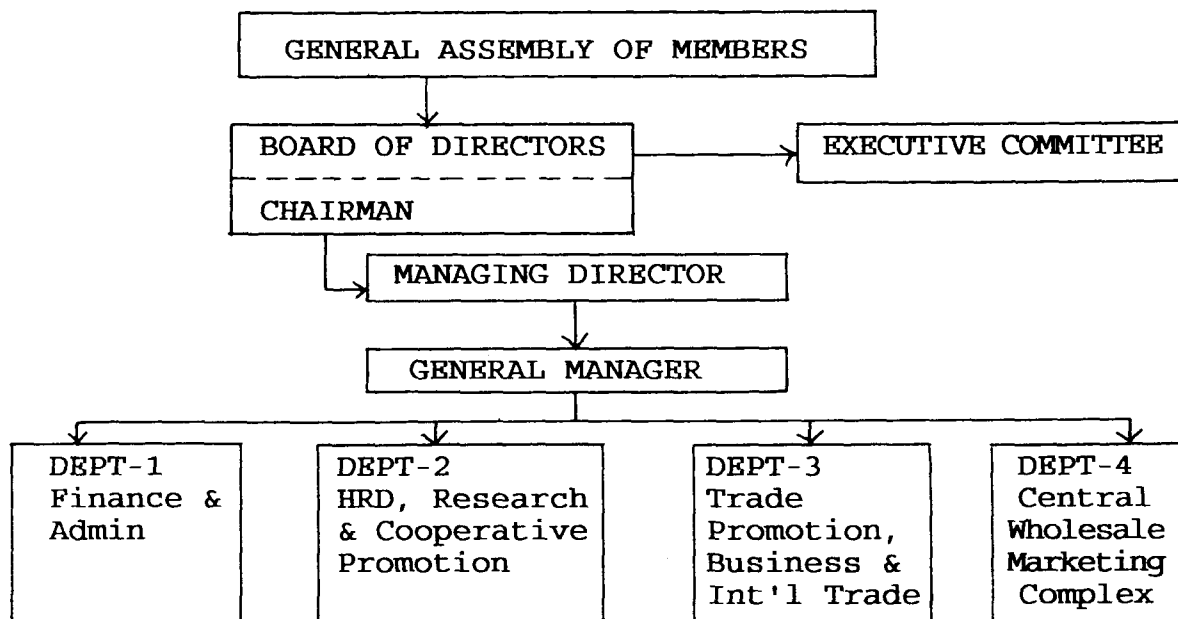 GENERAL ASSEMBLY OF MEMBERS
BOARD OF DIRECTORS
EXECUTIVE COMMITTEE
CHAIRMAN
MANAGING DIRECTOR
GENERAL MANAGER
DEPT-1
Finance &
Admin
DEPT-2
HRD, Research
& Cooperative
Promotion
DEPT-3
Trade
Promotion,
Business &
Int'l Trade
DEPT-4
Central
Wholesale
Marketing
Complex